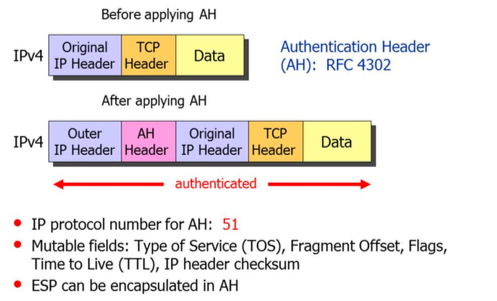 Before applying AH
IPv4
Original
IP Header
TCP
Header
Data
Authentication Header
(AH): RFC 4302
After applying AH
IPv4
Outer
IP Header
AH
Header
Original
IP Header
TCP
Header
Data
authenticated
• IP protocol number for AH: 51
• Mutable fields: Type of Service (TOS), Fragment Offset, Flags,
Time to Live (TTL), IP header checksum
• ESP can be encapsulated in AH